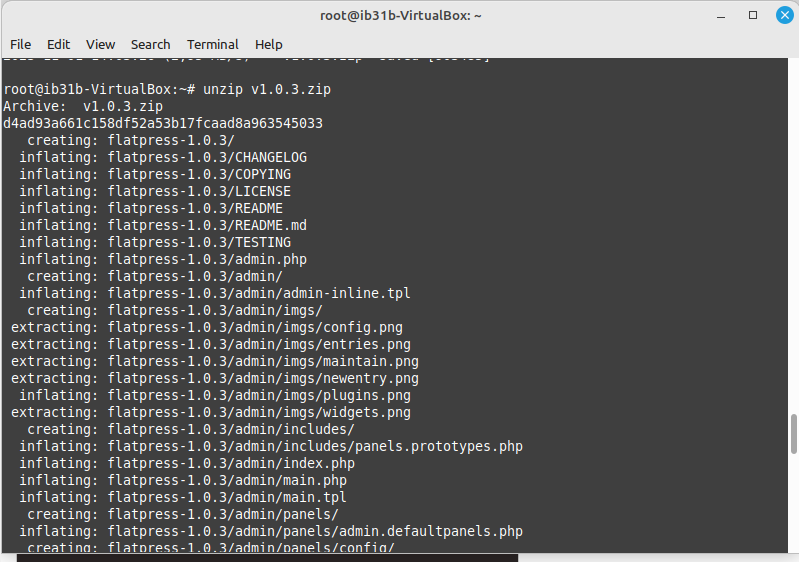 root@ib31b-VirtualBox: ~
File Edit View Search Terminal Help
root@ib31b-VirtualBox:~# unzip v1.0.3.zip
Archive:  v1.0.3.zip
d4ad93a661c158df52a53b17fcaad8a963545033
   creating: flatpress-1.0.3/
  inflating: flatpress-1.0.3/CHANGELOG
  inflating: flatpress-1.0.3/COPYING
  inflating: flatpress-1.0.3/LICENSE
  inflating: flatpress-1.0.3/README
  inflating: flatpress-1.0.3/README.md
  inflating: flatpress-1.0.3/TESTING
  inflating: flatpress-1.0.3/admin.php
   creating: flatpress-1.0.3/admin/
  inflating: flatpress-1.0.3/admin/admin-inline.tpl
   creating: flatpress-1.0.3/admin/imgs/
 extracting: flatpress-1.0.3/admin/imgs/config.png
 extracting: flatpress-1.0.3/admin/imgs/entries.png
 extracting: flatpress-1.0.3/admin/imgs/maintain.png
 extracting: flatpress-1.0.3/admin/imgs/newentry.png
  inflating: flatpress-1.0.3/admin/imgs/plugins.png
 extracting: flatpress-1.0.3/admin/imgs/widgets.png
   creating: flatpress-1.0.3/admin/includes/
  inflating: flatpress-1.0.3/admin/includes/panels.prototypes.php
  inflating: flatpress-1.0.3/admin/index.php
  inflating: flatpress-1.0.3/admin/main.php
  inflating: flatpress-1.0.3/admin/main.tpl
   creating: flatpress-1.0.3/admin/panels/
  inflating: flatpress-1.0.3/admin/panels/admin.defaultpanels.php
   creating: flatpress-1.0.3/admin/panels/config/